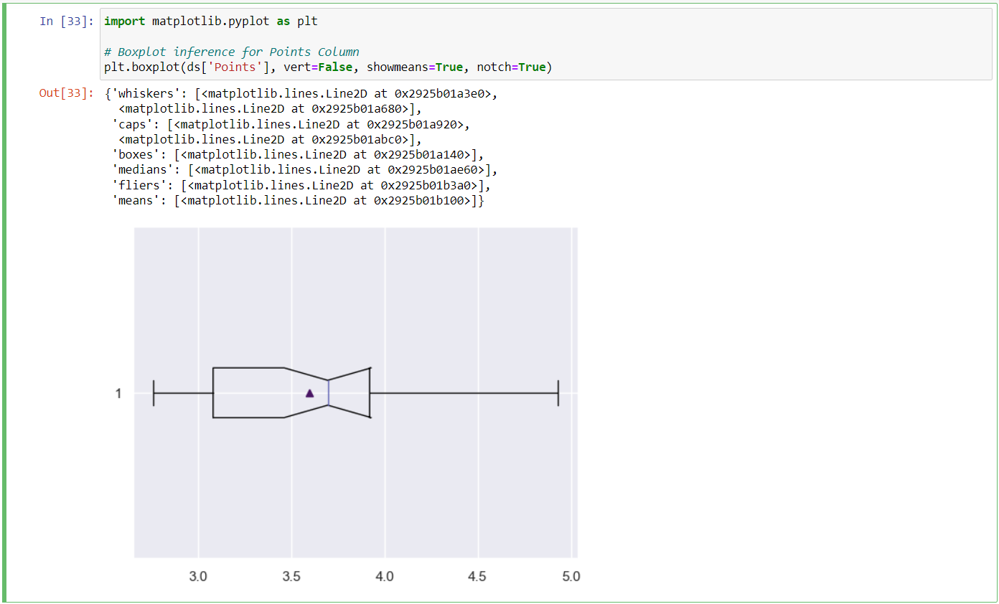 In [33]: import matplotlib.pyplot as plt
# Boxplot inference for Points Column
plt.boxplot(ds['Points'], vert=False, showmeans=True, notch=True)
Out[33]: {'whiskers': [<matplotlib.lines.Line2D at 0x2925b01a3e0>,
<matplotlib.lines.Line2D at 0x2925b01a680>],
'caps': [<matplotlib.lines.Line2D at 0x2925b01a920>,
<matplotlib.lines.Line2D at 0x2925b01abc0>],
'boxes': [<matplotlib.lines.Line2D at 0x2925b01a140>],
'medians': [<matplotlib.lines.Line2D at 0x2925b01ae60>],
'fliers': [<matplotlib.lines.Line2D at 0x2925b01b3a0>],
'means': [<matplotlib.lines.Line2D at 0x2925b01b100>]}
1
3.0 3.5 4.0 4.5 5.0